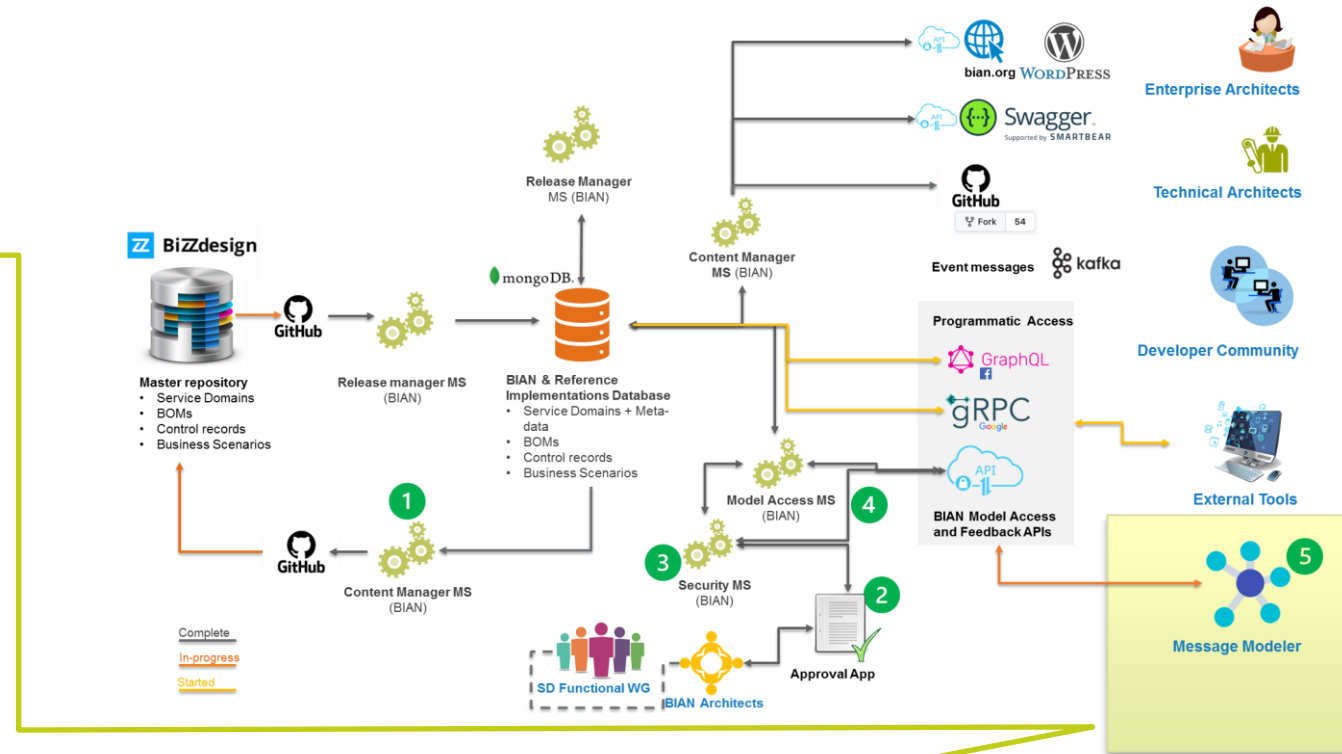 API
bian.org
WORDPRESS
Enterprise Architects
API
{··}
Swagger.
Supported by SMARTBEAR
Release Manager
MS (BIAN)
Technical Architects
GitHub
Fork 54
BiZZdesign
Content Manager
MS (BIAN)
Event messages
kafka
mongoDB.
GitHub
Programmatic Access
GraphQL
Developer Community
Master repository
• Service Domains
• BOMs
• Control records
• Business Scenarios
Release manager MS
(BIAN)
BIAN & Reference
Implementations Database
• Service Domains + Meta-
data
• BOMs
• Control records
• Business Scenarios
gRPC
Google
API
External Tools
Model Access MS
(BIAN)
4
BIAN Model Access
and Feedback APIs
1
GitHub
Content Manager MS
(BIAN)
3
Security MS
(BIAN)
2
5
Message Modeler
Complete
In-progress
Started
SD Functional WG
BIAN Architects
Approval App